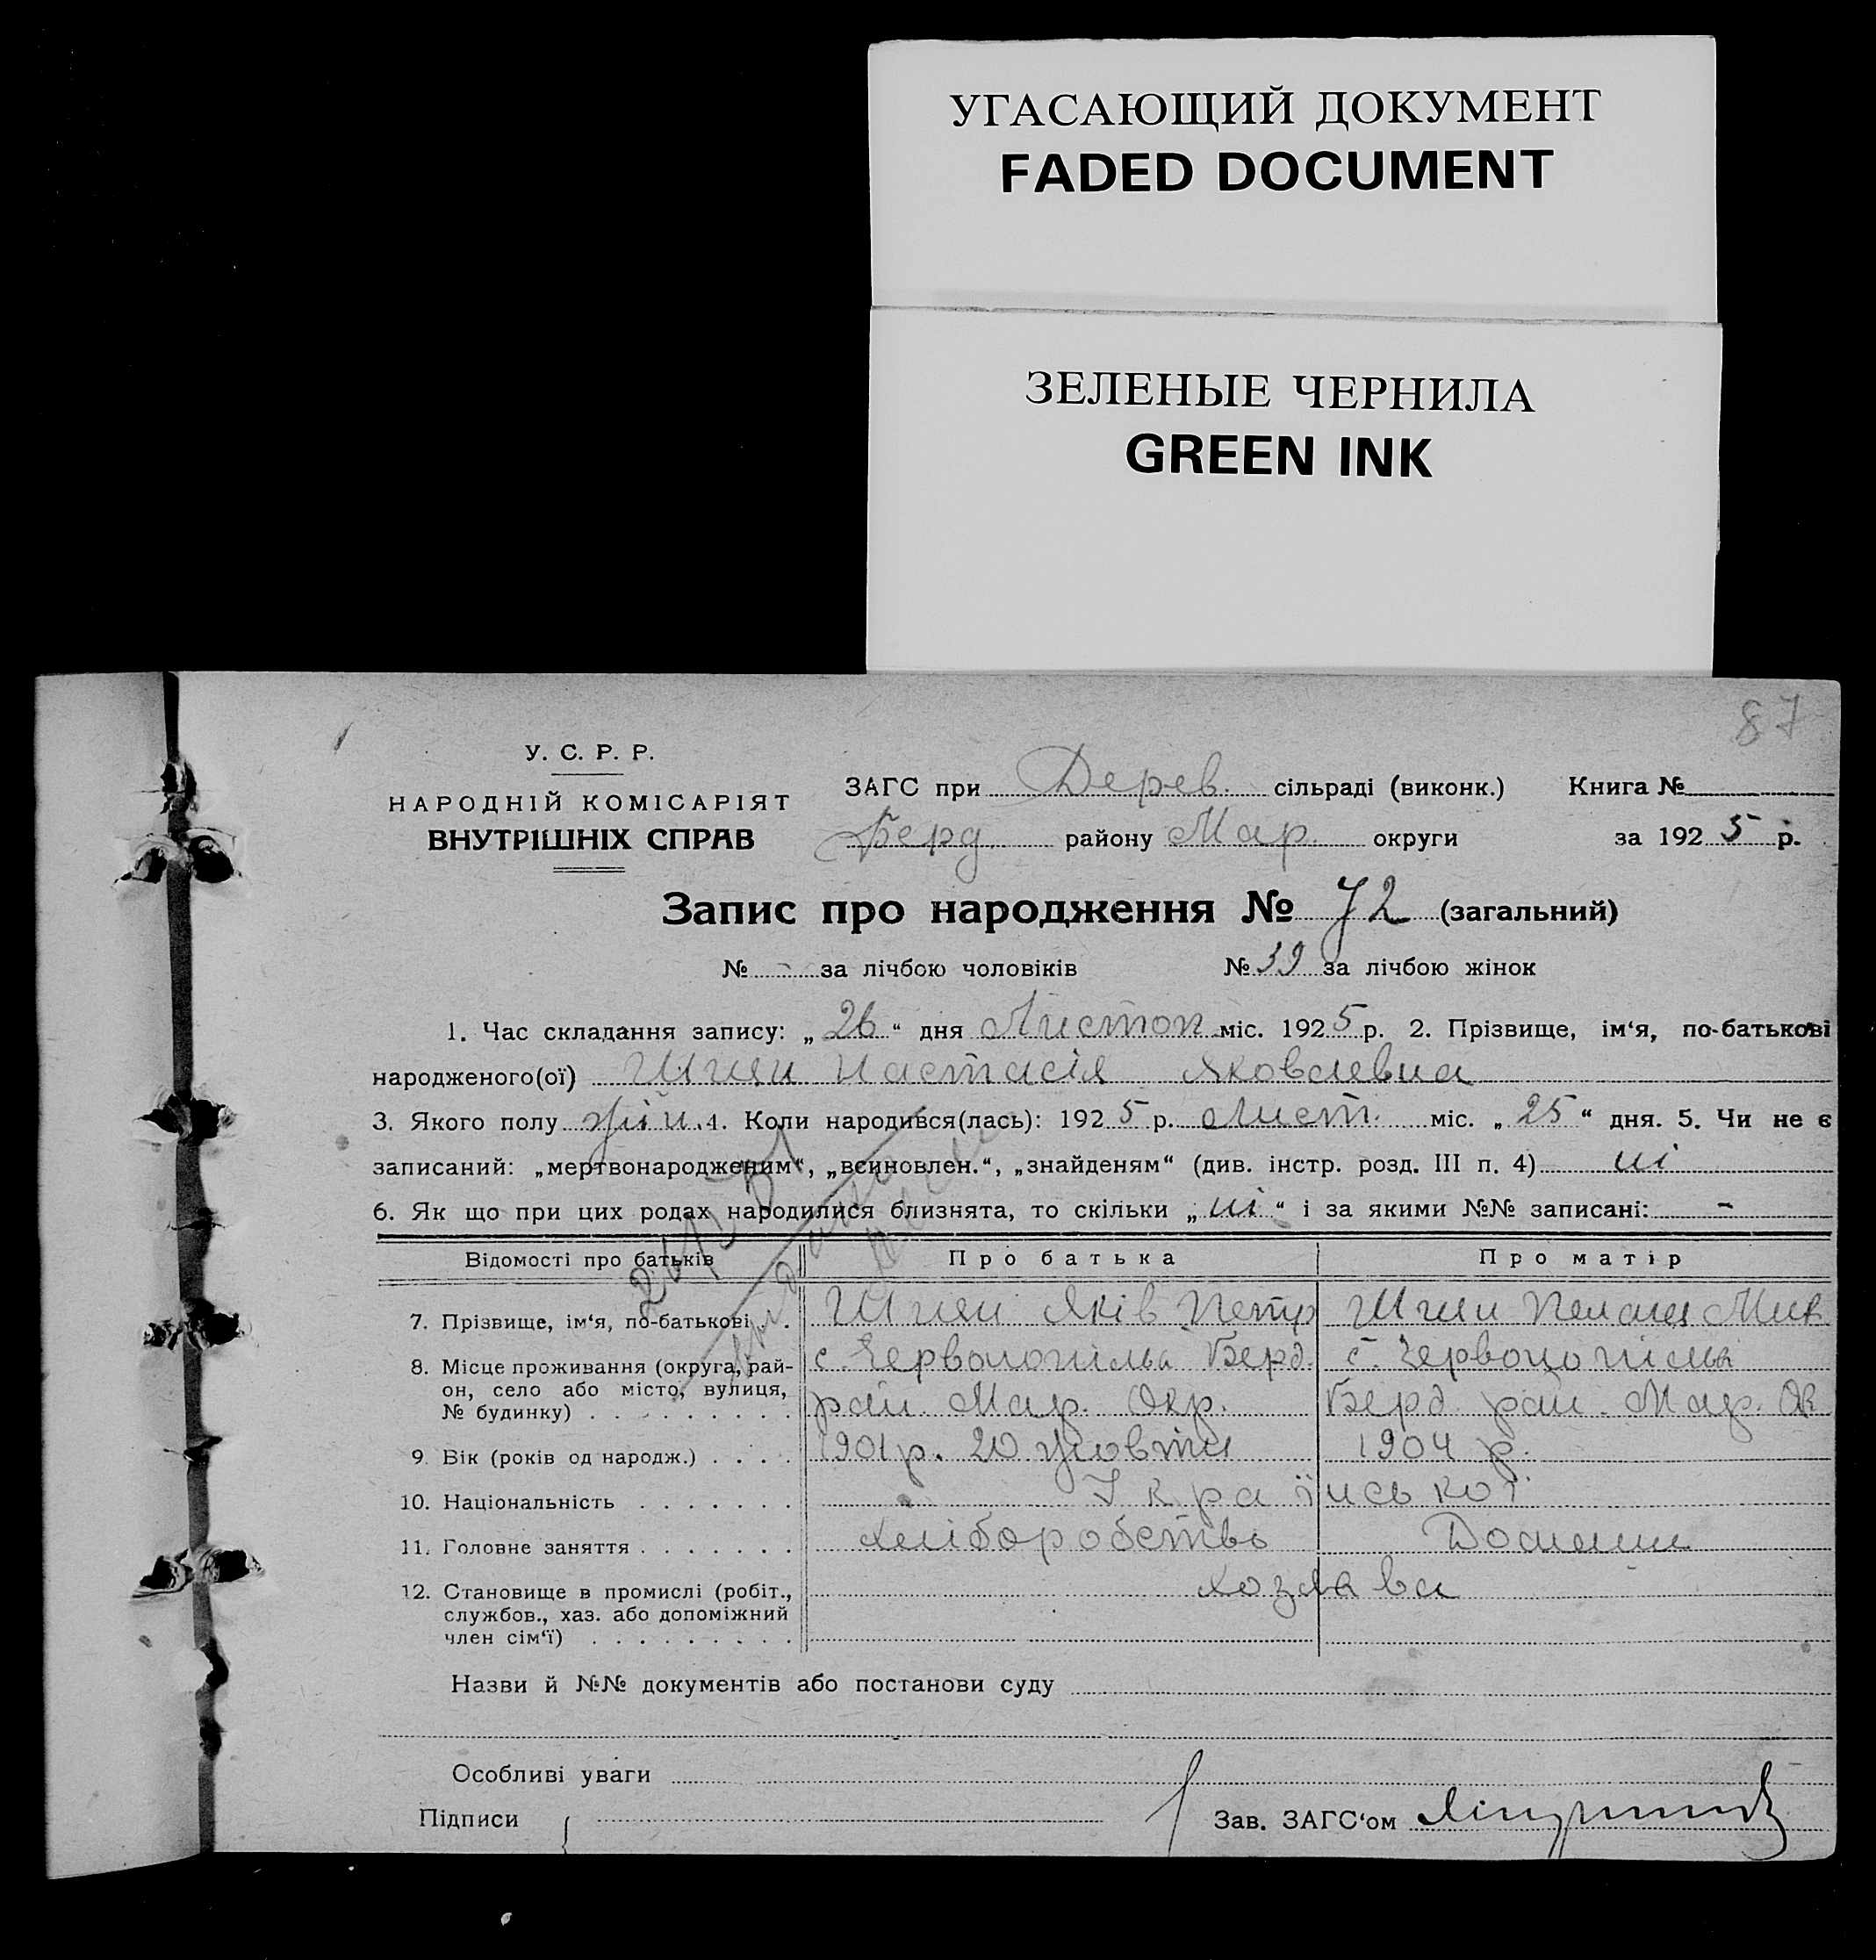 УГАСАЮЩИЙ ДОКУМЕНТ
FADED DOCUMENT
ЗЕЛЕНЫЕ ЧЕРНИЛА
GREEN INK
87
У. С. Р. Р.
НАРОДНІЙ КОМІСАРІЯТ
ВНУТРІШНІХ СПРАВ
ЗАГС при Дерев. сільраді (виконк.) Книга №
Берд. району Мар. округи за 1925 р.
Запис про народження № 72 (загальний)
№ - за лічбою чоловіків № 39 за лічбою жінок
1. Час складання запису: „26“ дня Листоп міс. 1925 р. 2. Прізвище, ім‘я, по-батькові
народженого(ої) Настасія Яковлевна
3. Якого полу жін. 4. Коли народився(лась): 1925 р. Лист. міс. „25“ дня. 5. Чи не є
записаний: „мертвонародженим“, „всиновлен.“, „знайденям“ (див. інстр. розд. III п. 4) ні
6. Як що при цих родах народилися близнята, то скільки „ні“ і за якими №№ записані: -
Відомості про батьків Про батька Про матір
7. Прізвище, ім‘я, по-батькові . . Яків Петр
8. Місце проживання (округа, рай-
он, село або місто, вулиця,
№ будинку) . . . . . . . . .
с. Червонопілля Берд. с. Червонопілля
рай. Мар. Окр. Берд. рай. Мар. Ок
9. Вік (років од народж.) . . . . 1901 р. 20 жовтня 1904 р.
10. Національність . . . . . . . Української
11. Головне заняття . . . . . . . Хліборобство Домашн
12. Становище в промислі (робіт.,
службов., хаз. або допоміжний
член сім‘ї) . . . . . . . . .
Хозяйва
Назви й №№ документів або постанови суду
Особливі уваги
Підписи Зав. ЗАГС‘ом